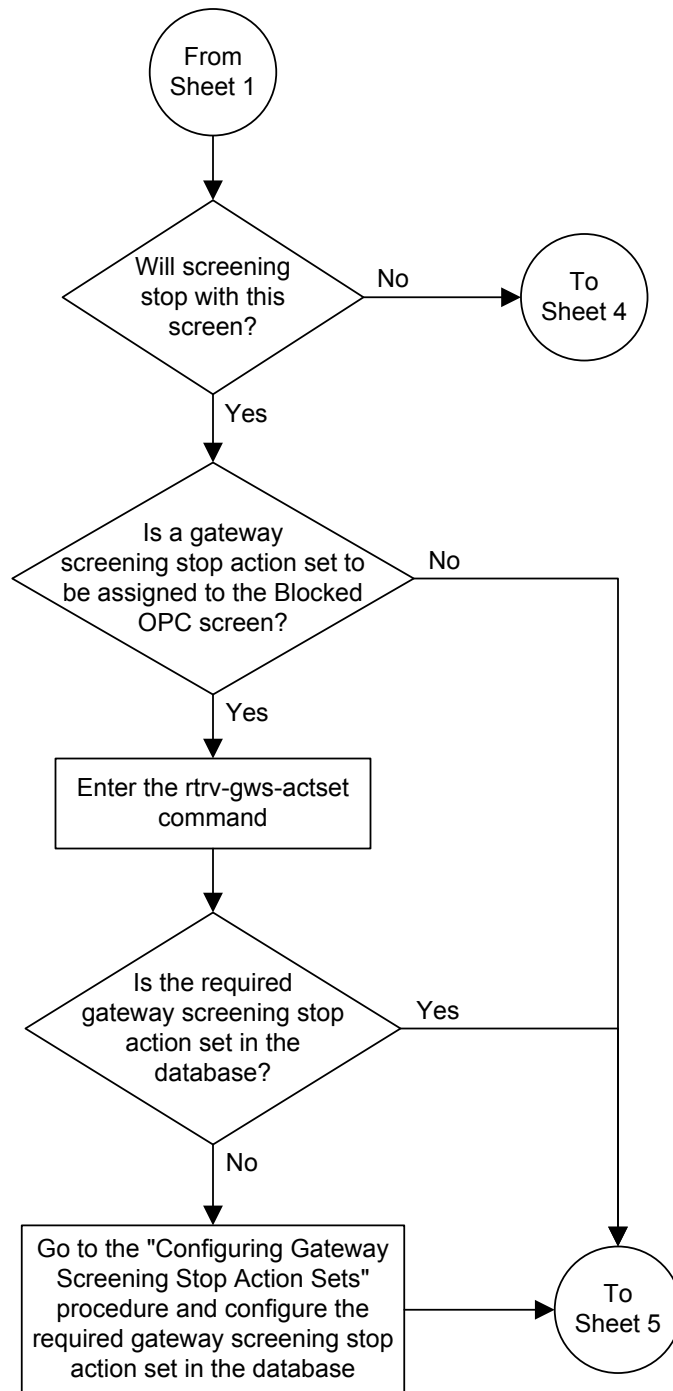 From
Sheet 1
Will screening
stop with this
screen?
No
To
Sheet 4
Yes
Is a gateway
screening stop action set to
be assigned to the Blocked
OPC screen?
No
Yes
Enter the rtrv-gws-actset
command
Is the required
gateway screening stop
action set in the
database?
Yes
No
Go to the "Configuring Gateway
Screening Stop Action Sets"
procedure and configure the
required gateway screening stop
action set in the database
To
Sheet 5